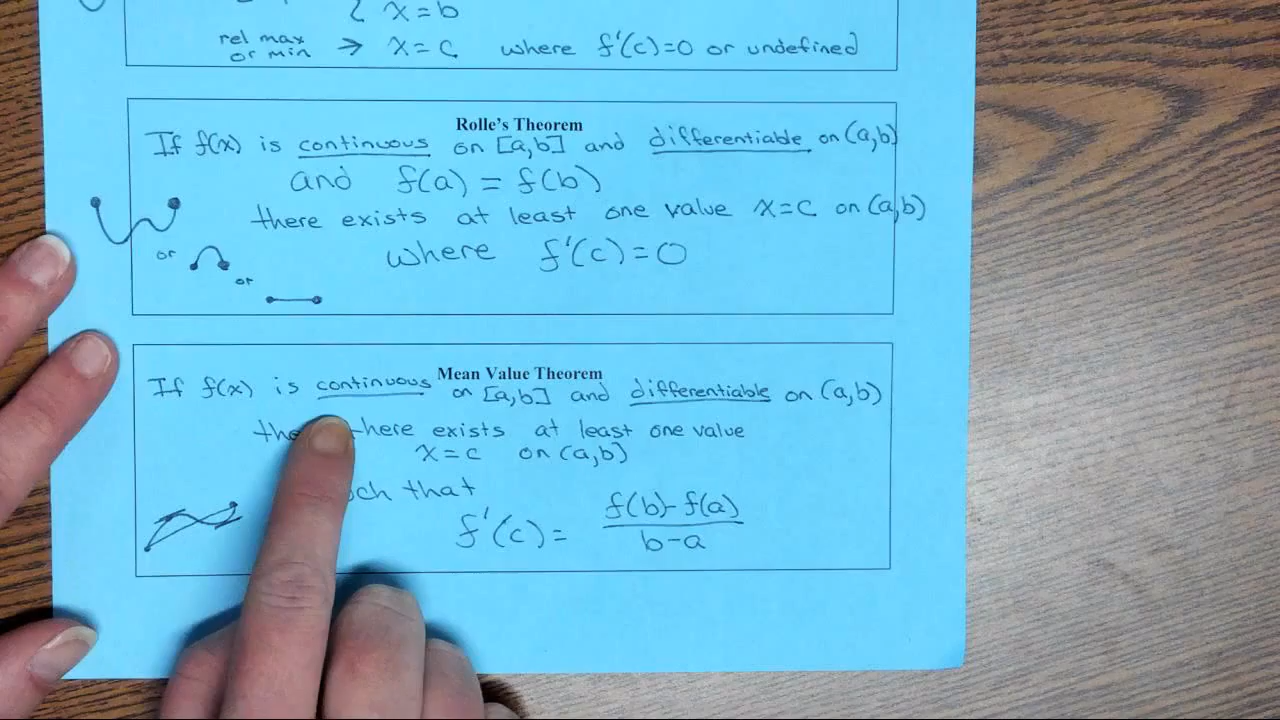 x = b
rel max
or min → x = c where f'(c)=0 or undefined
Rolle's Theorem
If f(x) is continuous on [a,b] and differentiable on (a,b)
and f(a) = f(b)
there exists at least one value x=c on (a,b)
where f'(c)=0
or
or
Mean Value Theorem
If f(x) is continuous on [a,b] and differentiable on (a,b)
there exists at least one value
x=c on (a,b)
such that
f'(c)= f(b)-f(a)
b-a